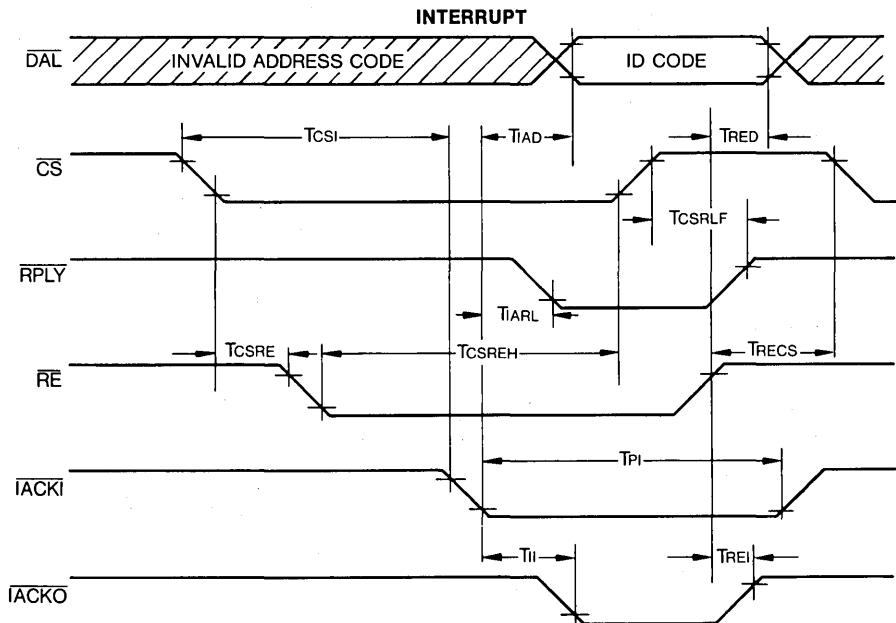 INTERRUPT
DAL
INVALID ADDRESS CODE
ID CODE
TCSI
TIAD
TRED
CS
TCSRLF
RPLY
TIARL
TCSRE
TCSREH
TRECS
RE
TPI
IACKI
TII
TREI
IACKO